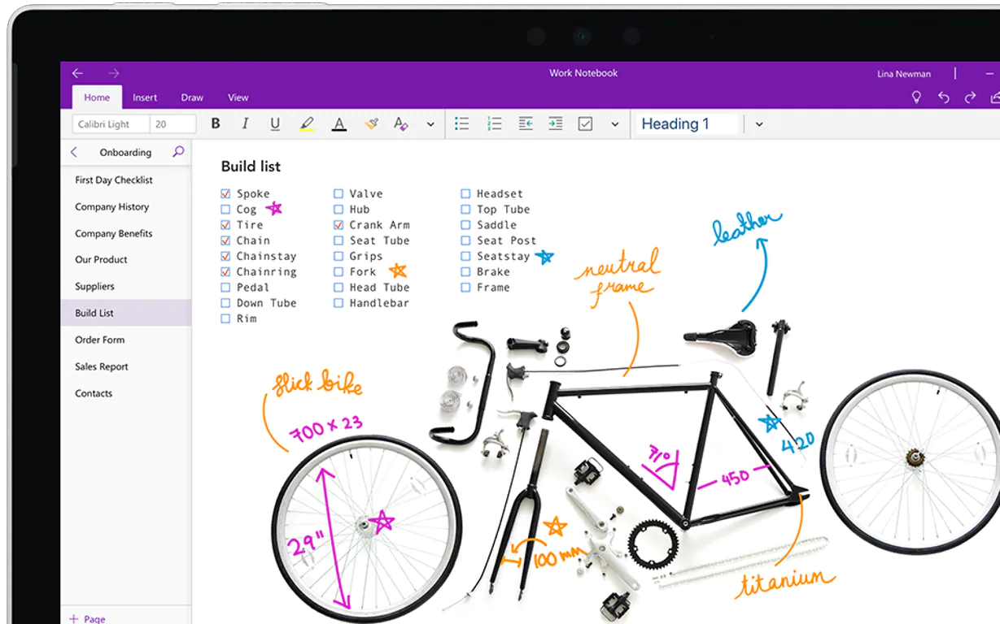 Work Notebook
Lina Newman
Home Insert Draw View
Calibri Light 20 B I U A A Heading 1
Onboarding
First Day Checklist
Company History
Company Benefits
Our Product
Suppliers
Build List
Order Form
Sales Report
Contacts
+ Page
Build list
Spoke
Cog
Tire
Chain
Chainstay
Chainring
Pedal
Down Tube
Rim
Valve
Hub
Crank Arm
Seat Tube
Grips
Fork
Head Tube
Handlebar
Headset
Top Tube
Saddle
Seat Post
Seatstay
Brake
Frame
leather
neutral
frame
slick bike
700 x 23
29"
71°
450
420
100 mm
titanium